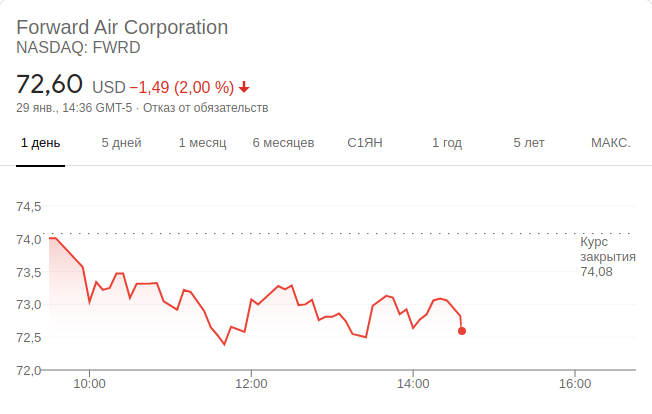 Forward Air Corporation
NASDAQ: FWRD
72,60 USD −1,49 (2,00 %)
29 янв., 14:36 GMT-5 · Отказ от обязательств
1 день 5 дней 1 месяц 6 месяцев С1ЯН 1 год 5 лет МАКС.
74,5
74,0
73,5
73,0
72,5
72,0
Курс
закрытия
74,08
10:00 12:00 14:00 16:00